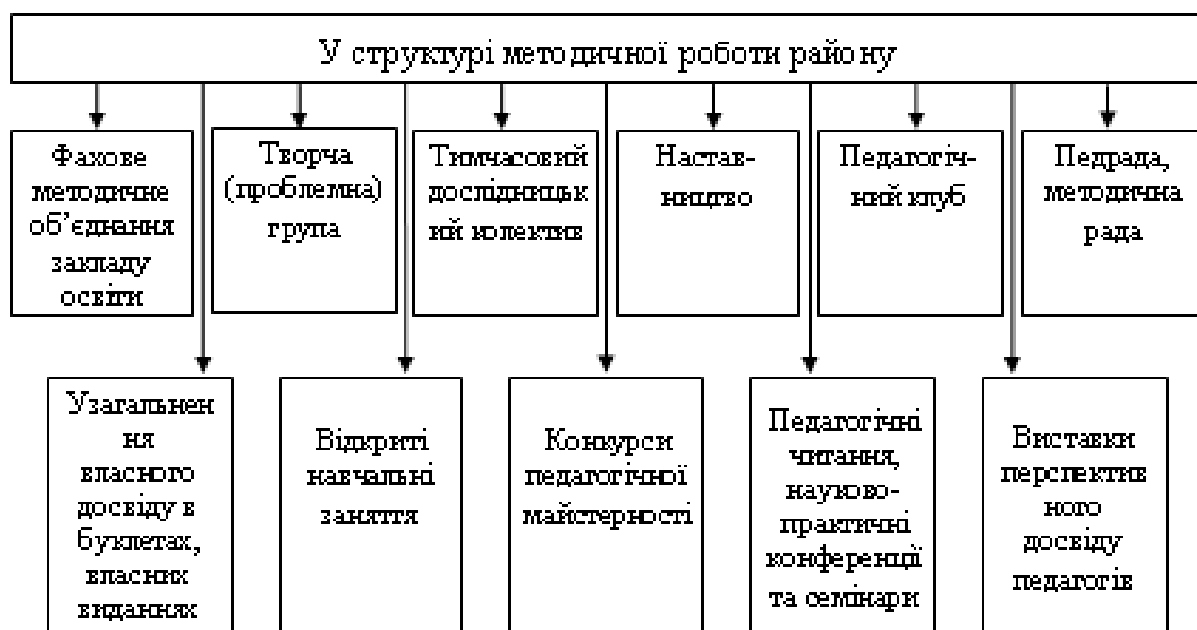 У структурі методичної роботи району
Фахове
методичне
об’єднання
закладу
освіти
Творча
(проблемна)
група
Тимчасовий
дослідницьк
ий колектив
Настав-
ництво
Педагогіч-
ний клуб
Педрада,
методична
рада
Узагальнен
ня
власного
досвіду в
буклетах,
власних
виданнях
Відкриті
навчальні
заняття
Конкурси
педагогічної
майстерності
Педагогічні
читання,
науково-
практичні
конференції
та семінари
Виставки
перспектив
ного
досвіду
педагогів